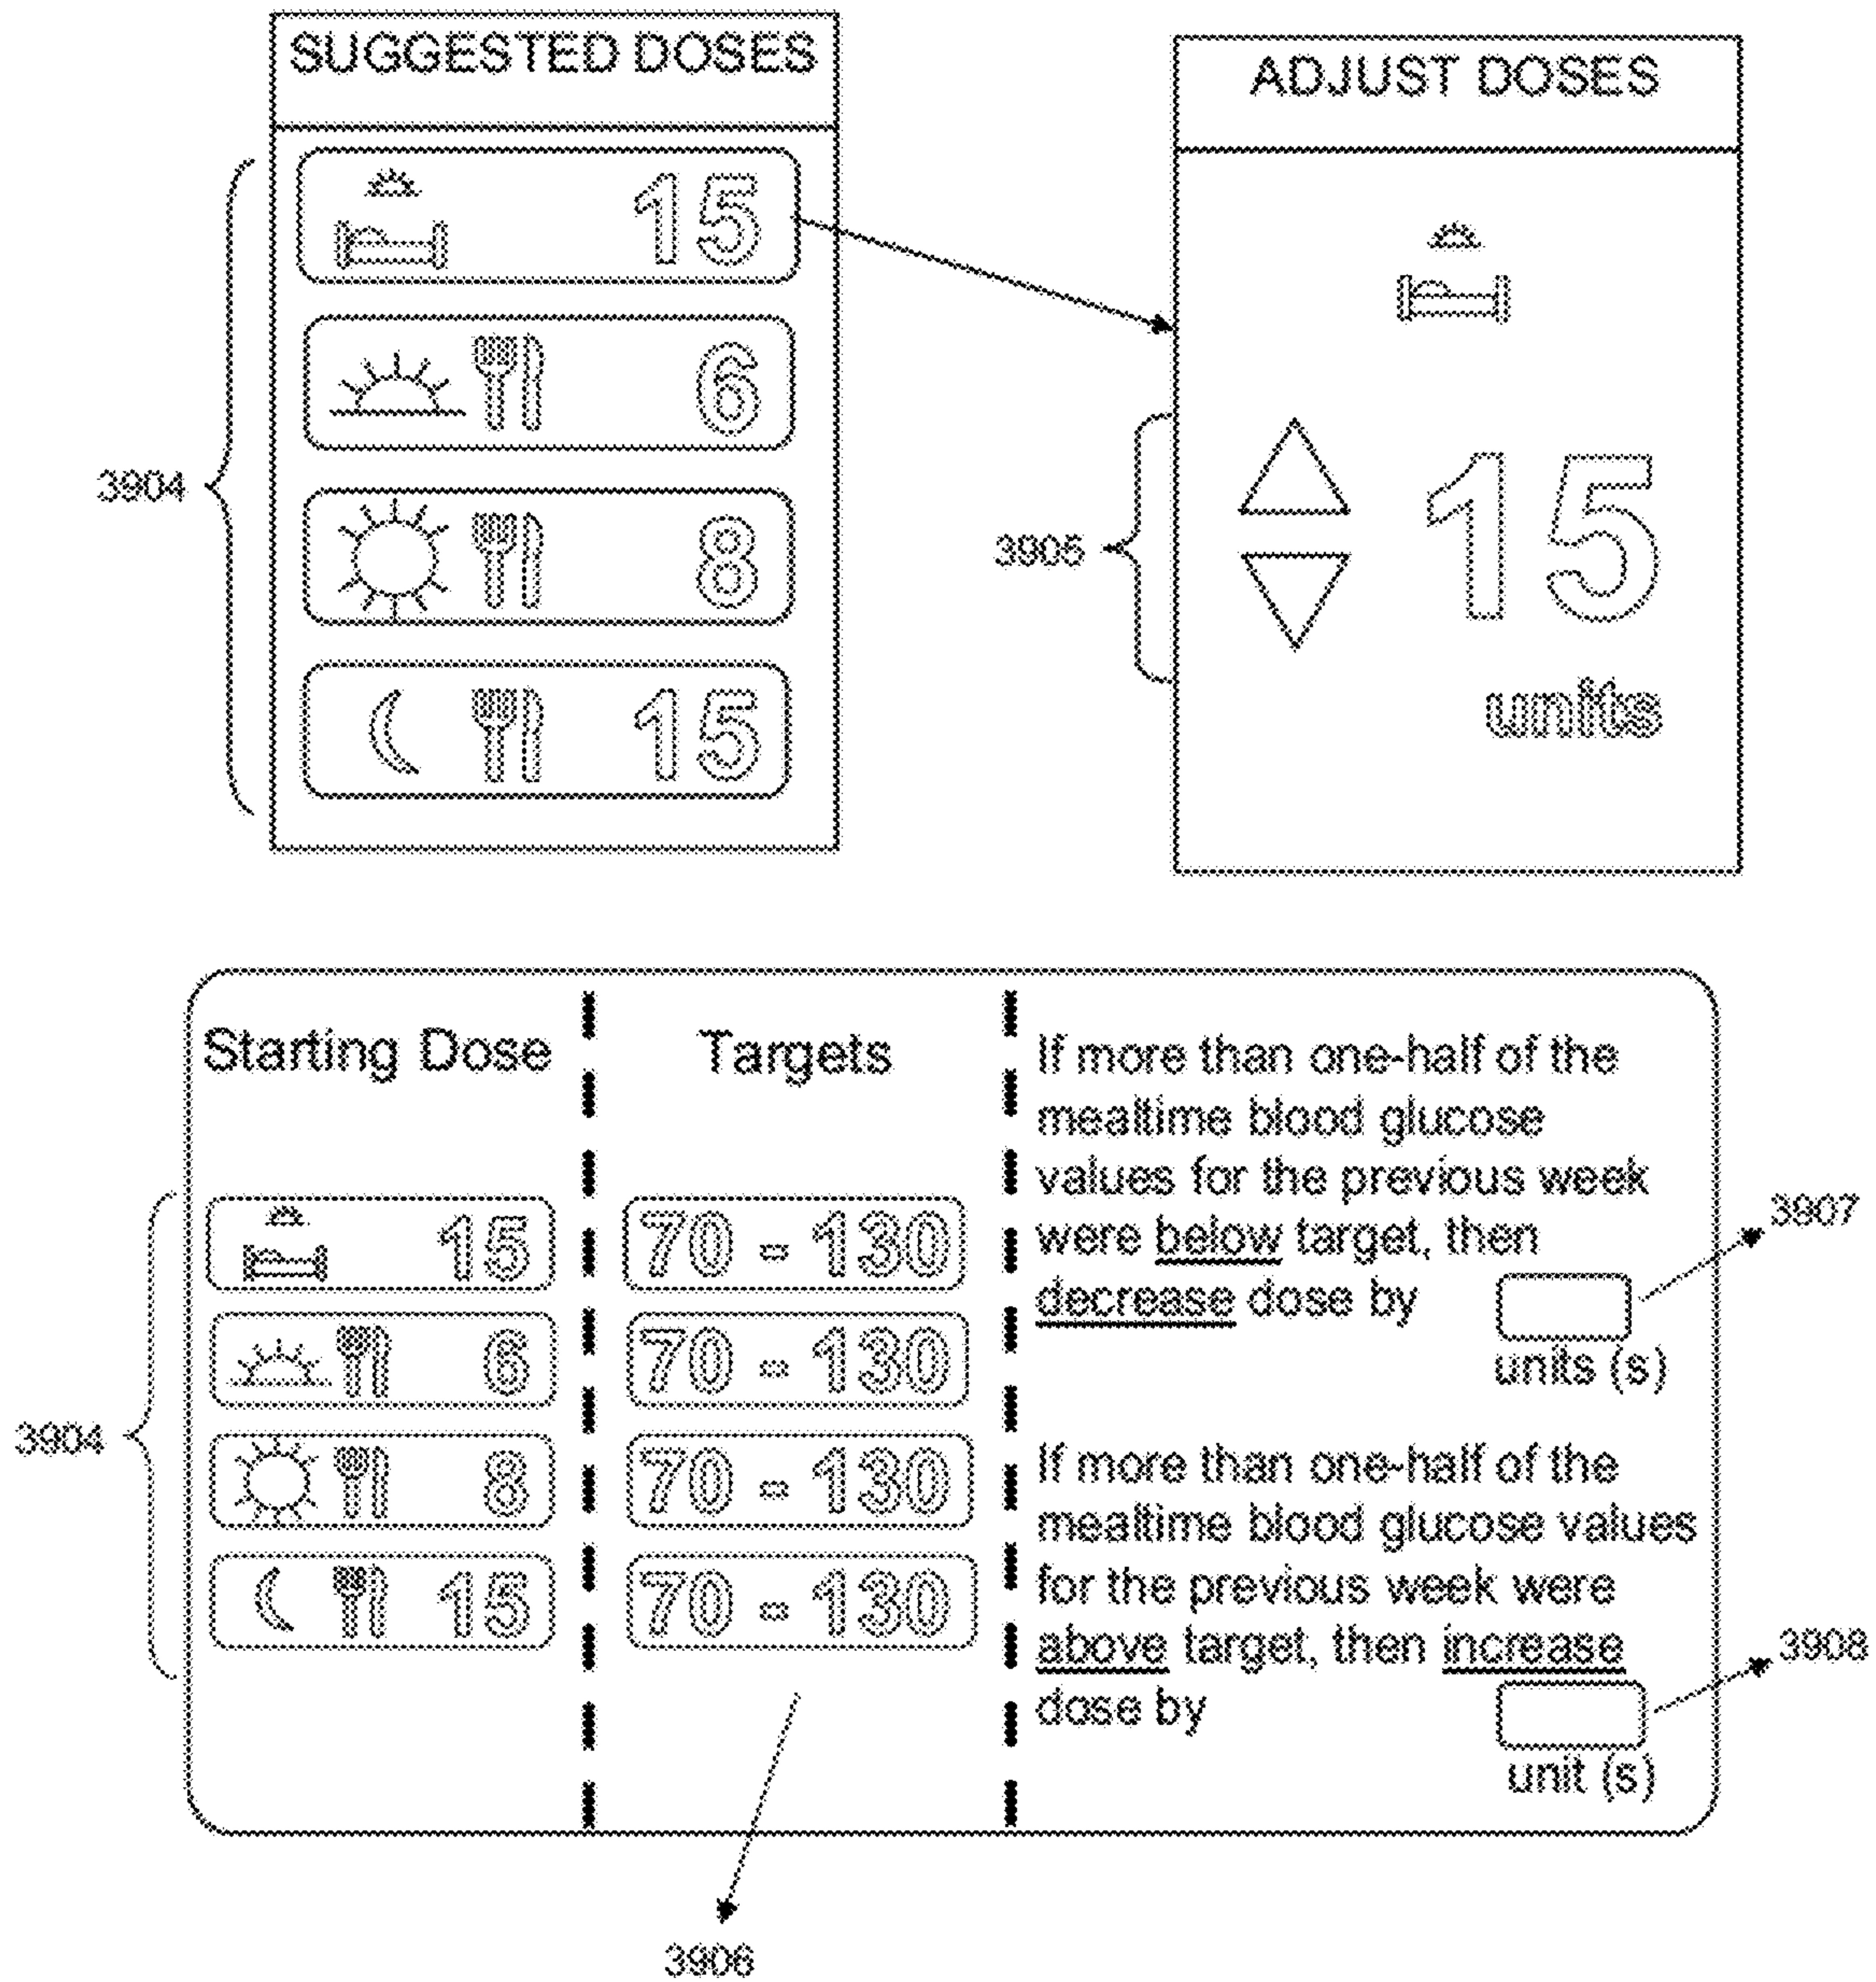 SUGGESTED DOSES
15
6
8
15
3904
ADJUST DOSES
15
units
3905
Starting Dose
15
6
8
15
3904
Targets
70 - 130
70 - 130
70 - 130
70 - 130
3906
If more than one-half of the
mealtime blood glucose
values for the previous week
were below target, then
decrease dose by
units (s)
3907
If more than one-half of the
mealtime blood glucose values
for the previous week were
above target, then increase
dose by
unit (s)
3908